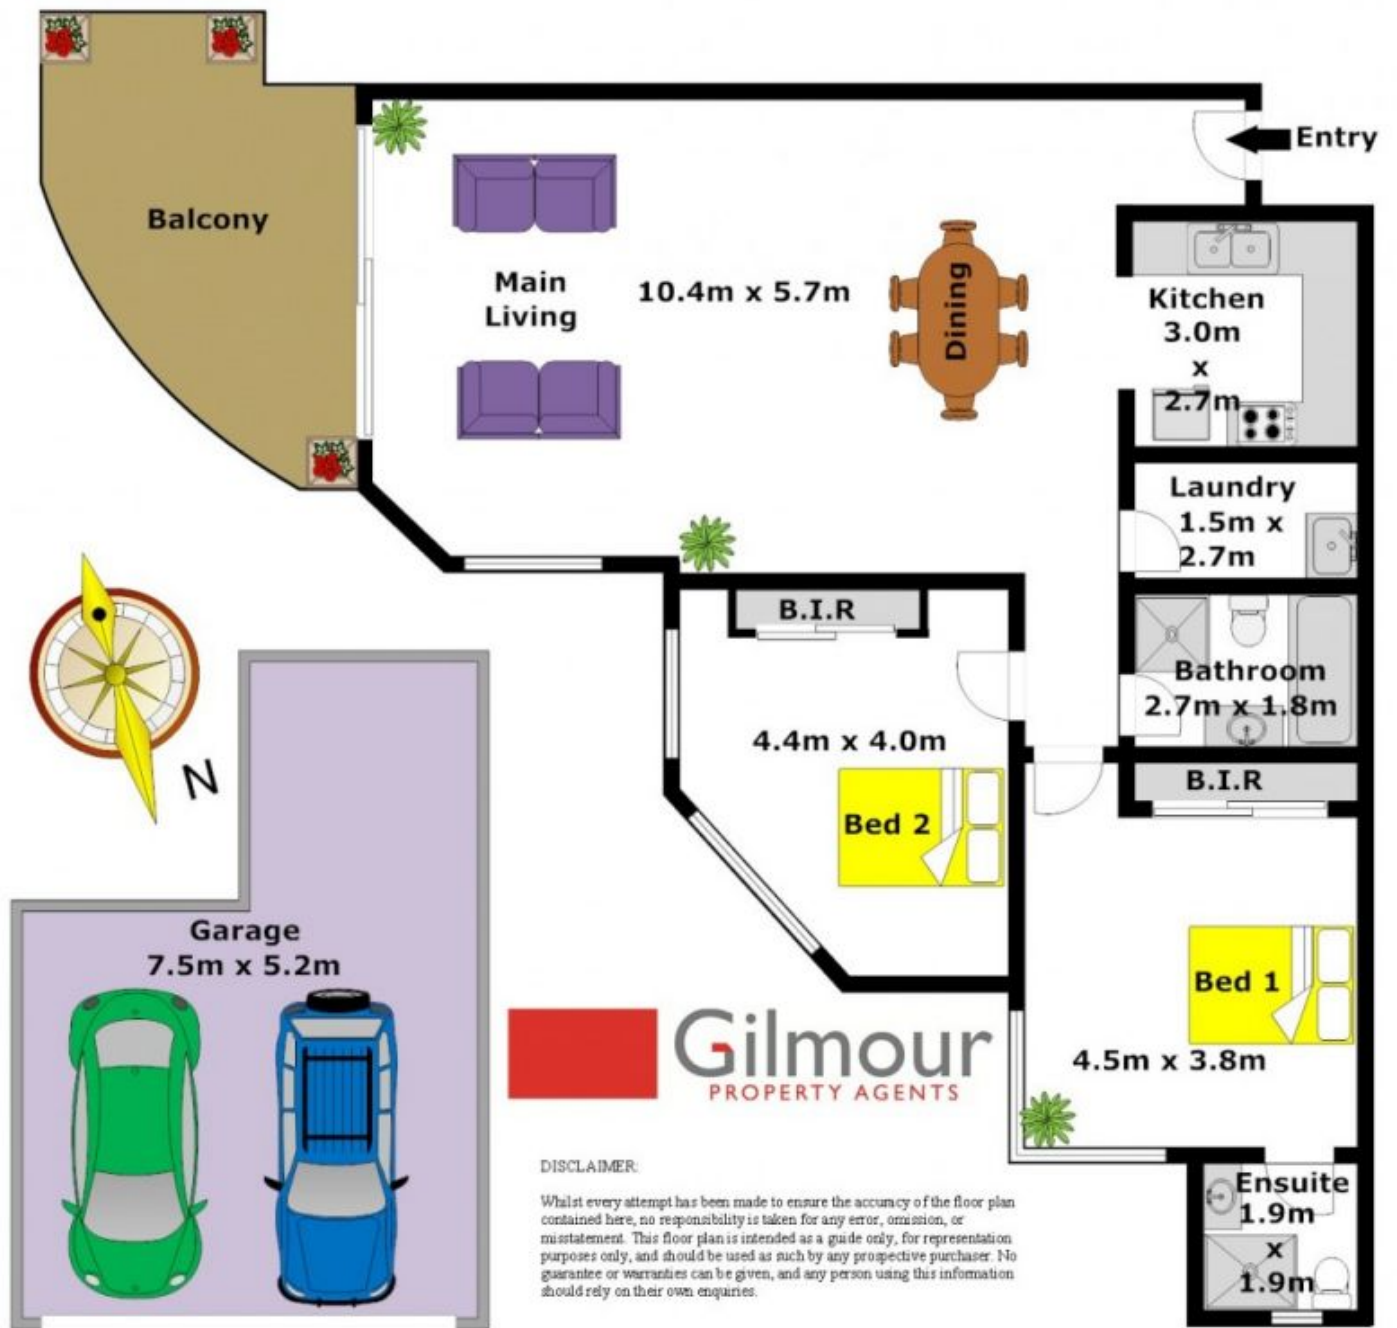 Entry
Balcony
Main
Living
10.4m x 5.7m
Dining
Kitchen
3.0m
x
2.7m
Laundry
1.5m x
2.7m
B.I.R
Bathroom
2.7m x 1.8m
4.4m x 4.0m
B.I.R
N
Bed 2
Garage
7.5m x 5.2m
Bed 1
4.5m x 3.8m
Gilmour
PROPERTY AGENTS
DISCLAIMER:
Whilst every attempt has been made to ensure the accuracy of the floor plan
contained here, no responsibility is taken for any error, omission, or
misstatement. This floor plan is intended as a guide only, for representation
purposes only, and should be used as such by any prospective purchaser. No
guarantee or warranties can be given, and any person using this information
should rely on their own enquiries.
Ensuite
1.9m
x
1.9m